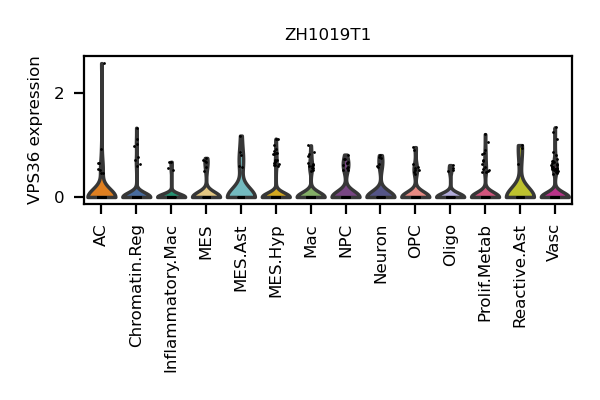 ZH1019T1
VPS36 expression
2
0
AC
Chromatin.Reg
Inflammatory.Mac
MES
MES.Ast
MES.Hyp
Mac
NPC
Neuron
OPC
Oligo
Prolif.Metab
Reactive.Ast
Vasc